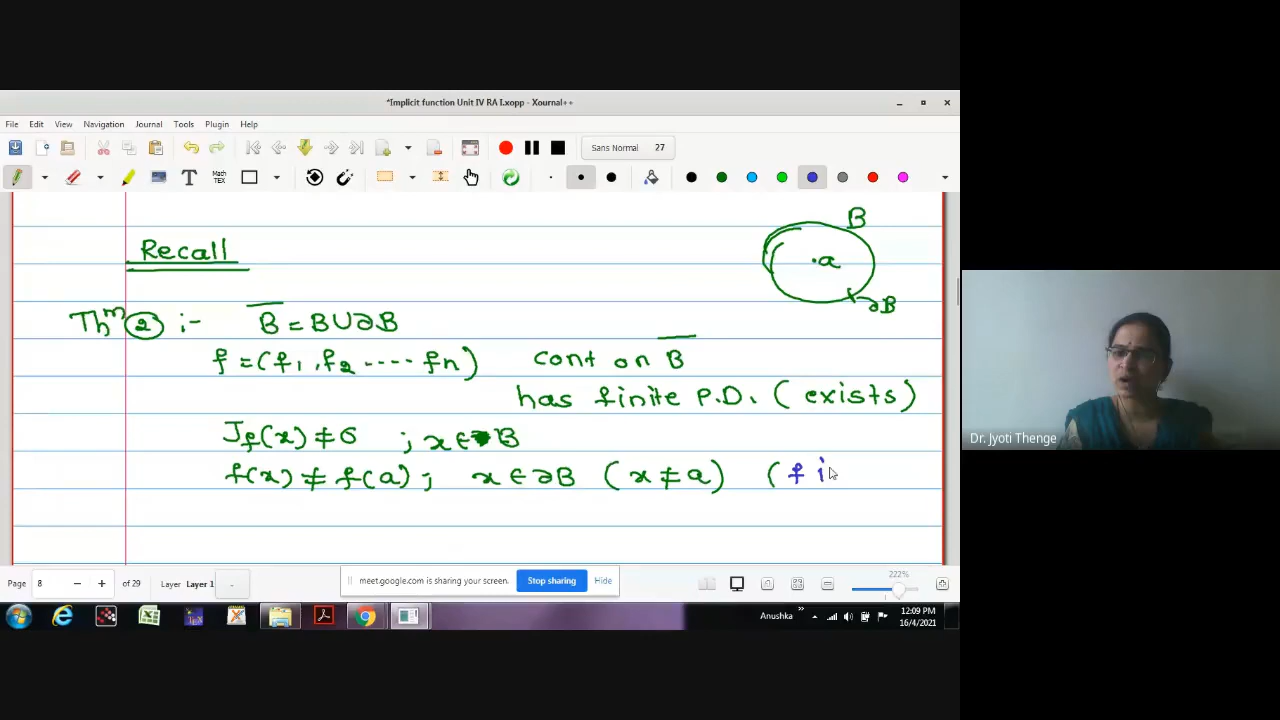 *Implicit function Unit IV RA I.xopp - Xournal++
File Edit View Navigation Journal Tools Plugin Help
Sans Normal 27
Recall
B
.a
∂B
Thm 2 :- B̅ = B∪∂B
f = (f1, f2 ---- fn) cont on B̅
has finite P.D. (exists)
Jf(x) ≠ 0 ; x ∈ B
f(x) ≠ f(a) ; x ∈ ∂B (x ≠ a) (f i
Dr. Jyoti Thenge
meet.google.com is sharing your screen. Stop sharing Hide
Page 8 of 29 Layer Layer 1 222%
Anushka 12:09 PM
16/4/2021